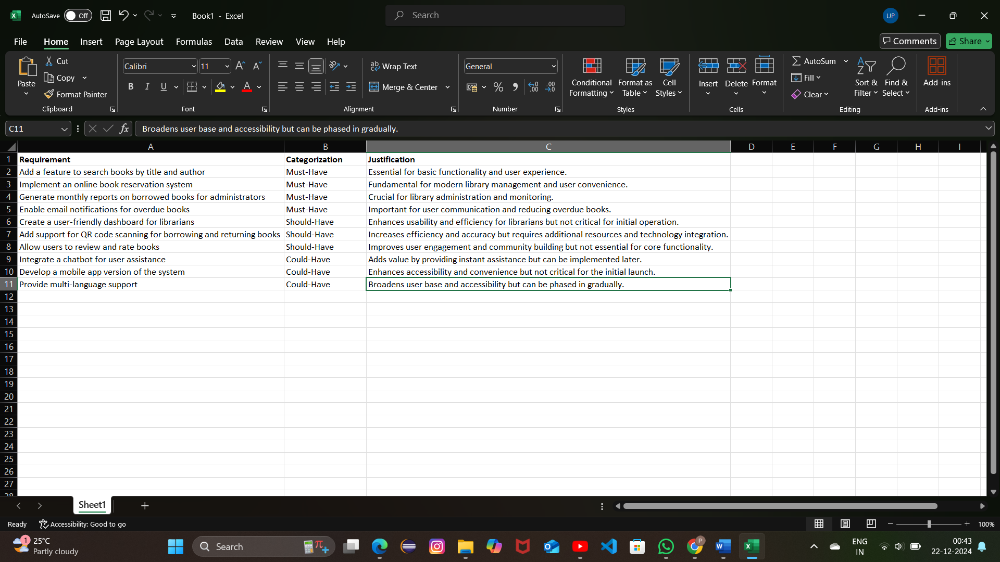 AutoSave Off Book1 - Excel Search UP
File Home Insert Page Layout Formulas Data Review View Help Comments Share
Paste Cut Copy Format Painter Clipboard
Calibri 11 B I U Font
Wrap Text Merge & Center Alignment
General % Number
Conditional Formatting Format as Table Cell Styles Styles
Insert Delete Format Cells
AutoSum Fill Clear Sort & Filter Find & Select Editing
Add-ins Add-ins
C11 fx Broadens user base and accessibility but can be phased in gradually.
A B C D E F G H I
1 Requirement Categorization Justification
2 Add a feature to search books by title and author Must-Have Essential for basic functionality and user experience.
3 Implement an online book reservation system Must-Have Fundamental for modern library management and user convenience.
4 Generate monthly reports on borrowed books for administrators Must-Have Crucial for library administration and monitoring.
5 Enable email notifications for overdue books Must-Have Important for user communication and reducing overdue books.
6 Create a user-friendly dashboard for librarians Should-Have Enhances usability and efficiency for librarians but not critical for initial operation.
7 Add support for QR code scanning for borrowing and returning books Should-Have Increases efficiency and accuracy but requires additional resources and technology integration.
8 Allow users to review and rate books Should-Have Improves user engagement and community building but not essential for core functionality.
9 Integrate a chatbot for user assistance Could-Have Adds value by providing instant assistance but can be implemented later.
10 Develop a mobile app version of the system Could-Have Enhances accessibility and convenience but not critical for the initial launch.
11 Provide multi-language support Could-Have Broadens user base and accessibility but can be phased in gradually.
12
13
14
15
16
17
18
19
20
21
22
23
24
25
26
27
28
Sheet1
Ready Accessibility: Good to go 100%
1 25°C Search ENG 00:43
Partly cloudy IN 22-12-2024